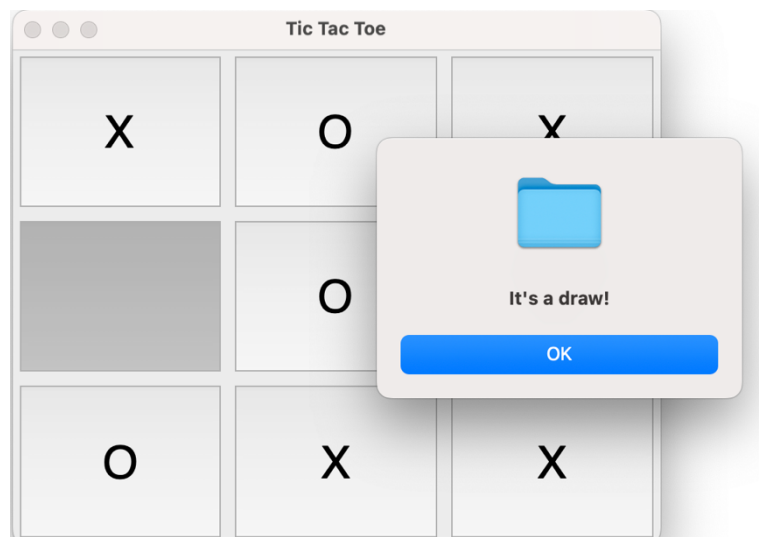 Tic Tac Toe
X O X
O
It's a draw!
OK
O X X